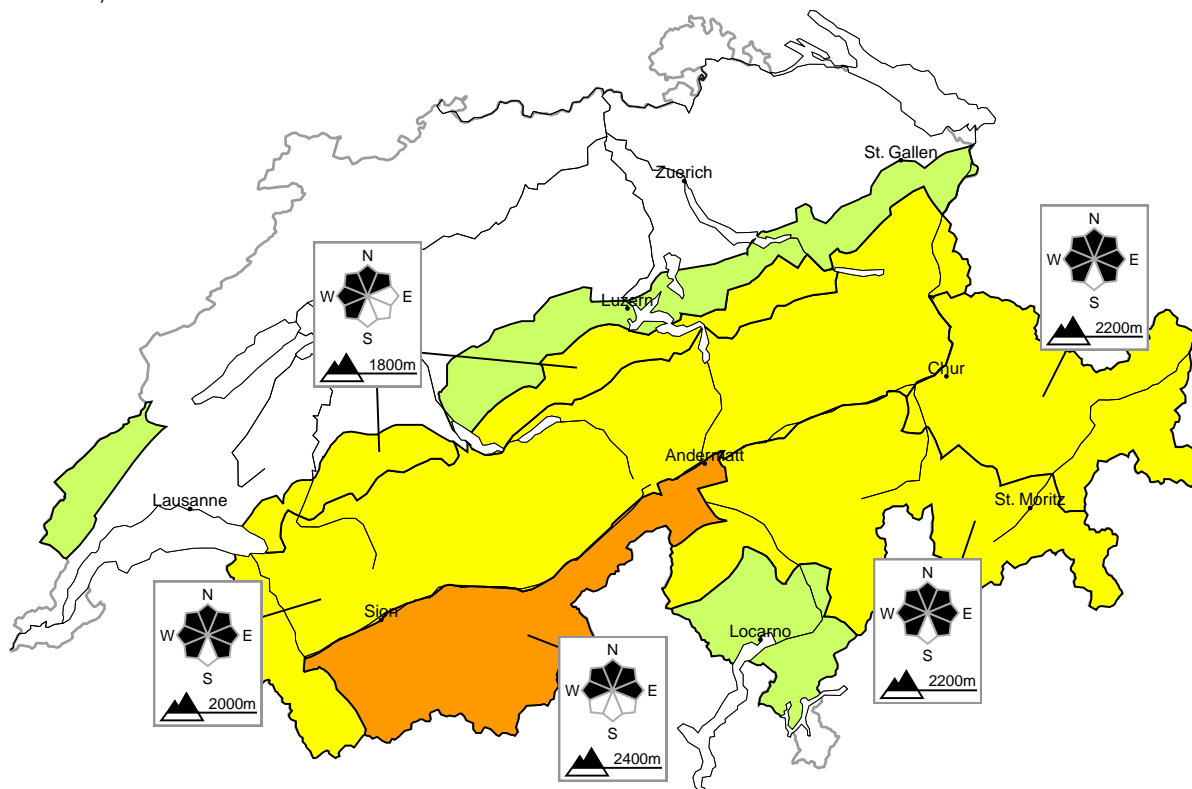 St. Gallen
Zuerich
N
W E
S
2200m
N
W E
S
1800m
Luzern
Chur
Andermatt
Lausanne
St. Moritz
N
W E
S
2000m
Sion
N
W E
S
2200m
Locarno
N
W E
S
2400m